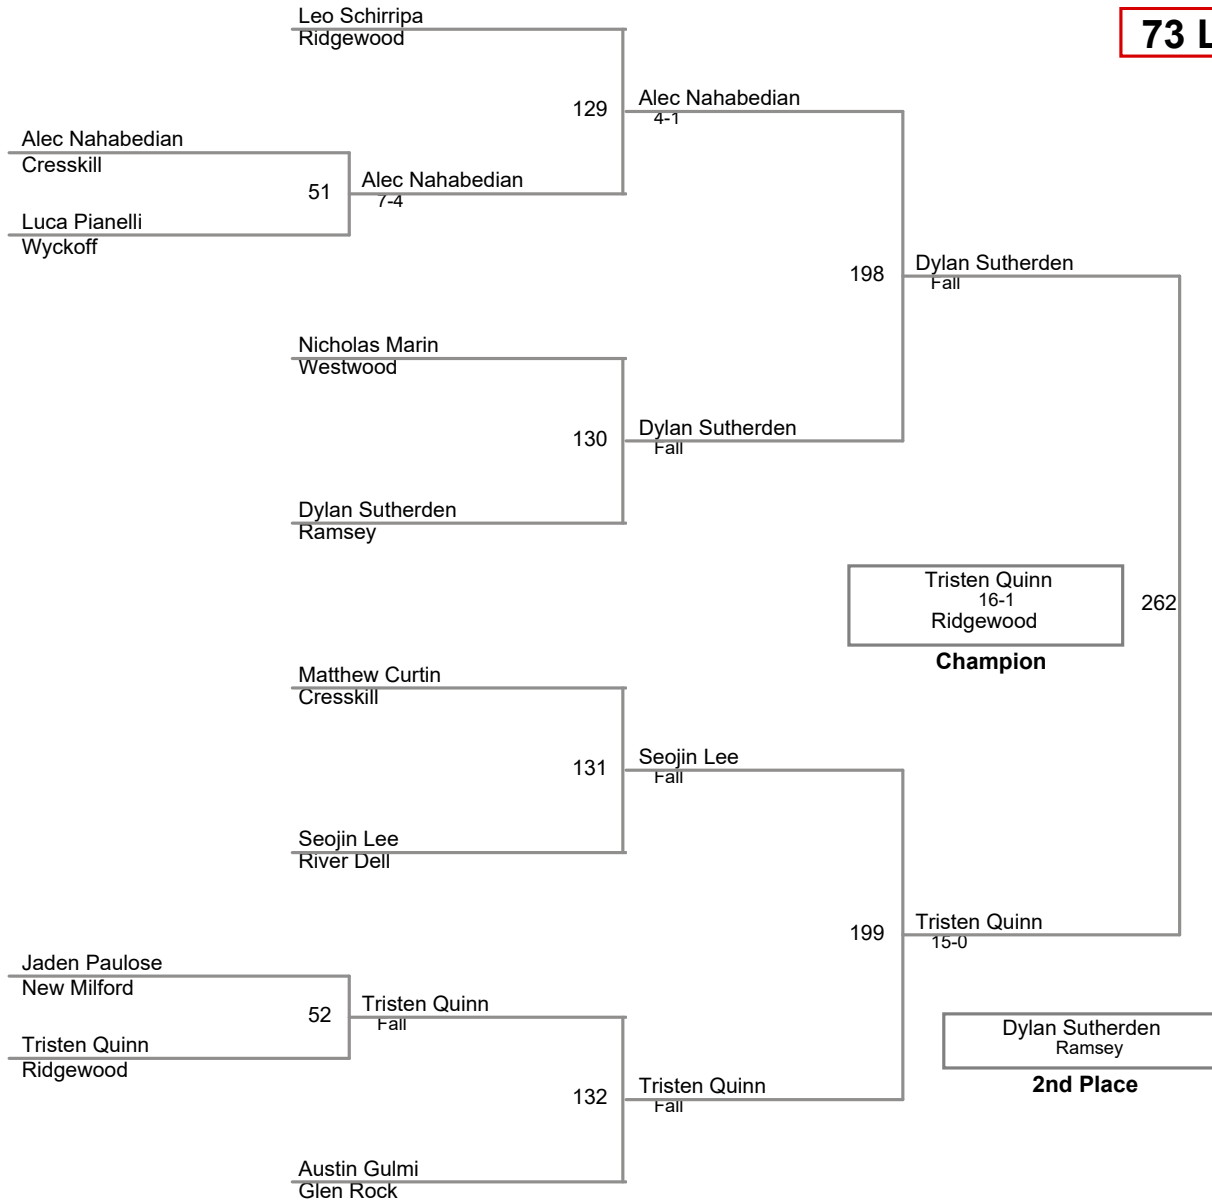 Leo Schirripa
Ridgewood
73 L
129
Alec Nahabedian
4-1
Alec Nahabedian
Cresskill
51
Alec Nahabedian
7-4
Luca Pianelli
Wyckoff
198
Dylan Sutherden
Fall
Nicholas Marin
Westwood
130
Dylan Sutherden
Fall
Dylan Sutherden
Ramsey
Tristen Quinn
16-1
Ridgewood
262
Champion
Matthew Curtin
Cresskill
131
Seojin Lee
Fall
Seojin Lee
River Dell
199
Tristen Quinn
15-0
Jaden Paulose
New Milford
52
Tristen Quinn
Fall
Tristen Quinn
Ridgewood
Dylan Sutherden
Ramsey
2nd Place
132
Tristen Quinn
Fall
Austin Gulmi
Glen Rock